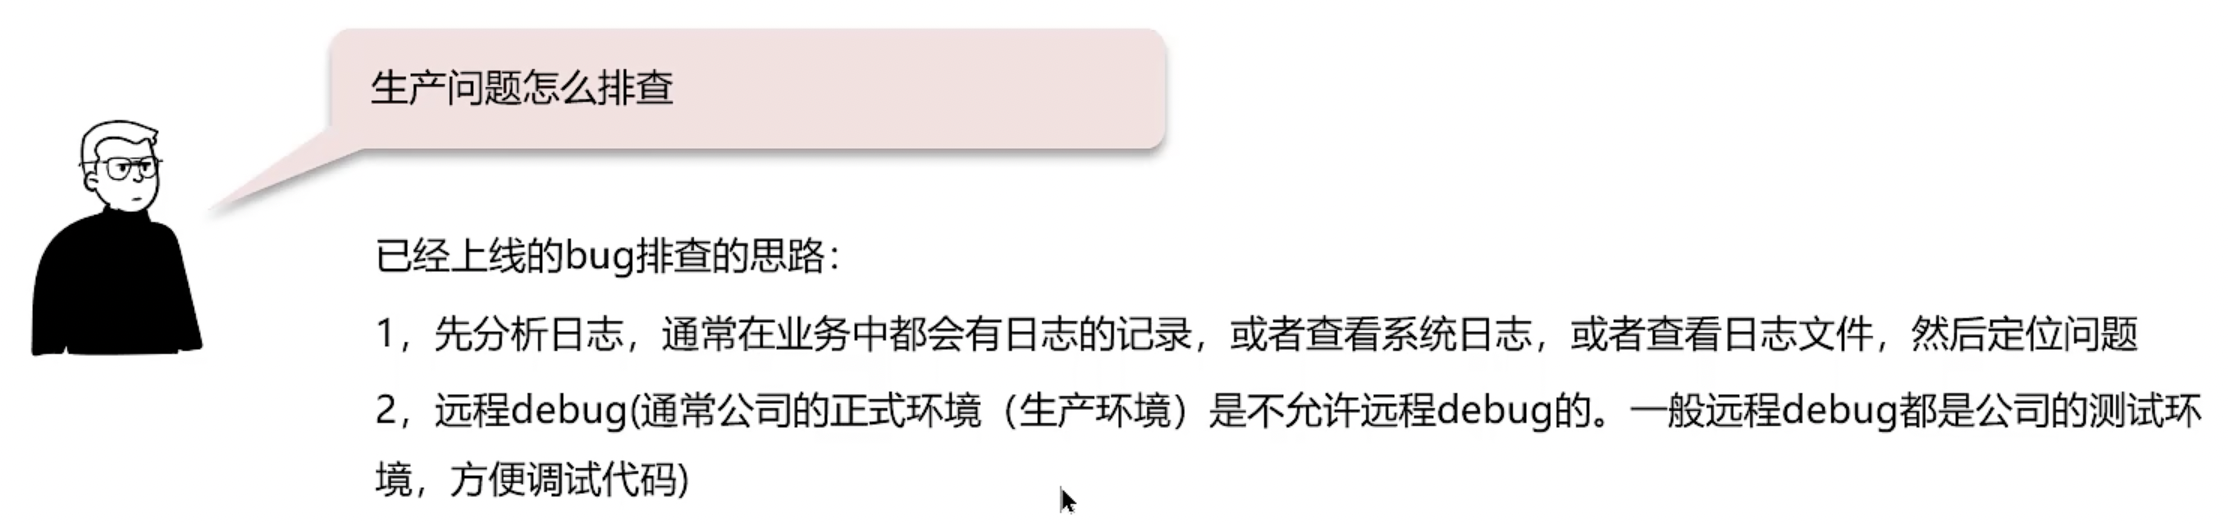 生产问题怎么排查
已经上线的bug排查的思路：
1，先分析日志，通常在业务中都会有日志的记录，或者查看系统日志，或者查看日志文件，然后定位问题
2，远程debug(通常公司的正式环境（生产环境）是不允许远程debug的。一般远程debug都是公司的测试环
境，方便调试代码)